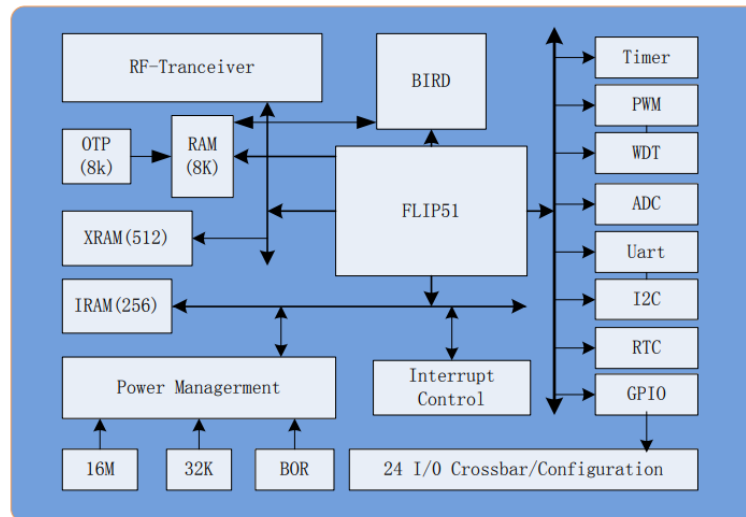 RF-Tranceiver
BIRD
Timer
PWM
OTP
(8k)
RAM
(8K)
WDT
FLIP51
ADC
XRAM(512)
Uart
IRAM(256)
I2C
RTC
Power Managerment
Interrupt
Control
GPIO
16M
32K
BOR
24 I/O Crossbar/Configuration